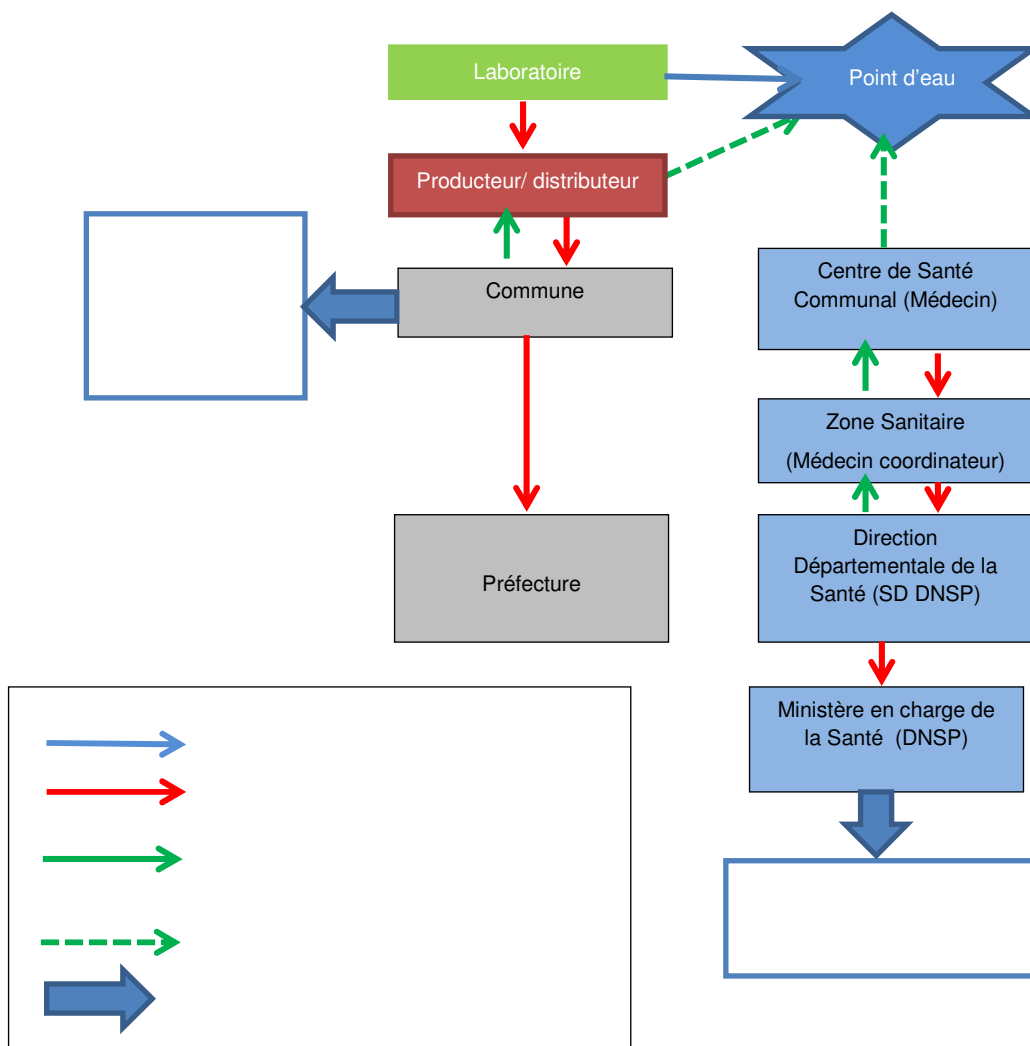 Laboratoire
Point d'eau
Producteur/ distributeur
Commune
Centre de Santé
Communal (Médecin)
Zone Sanitaire
(Médecin coordinateur)
Direction
Départementale de la
Santé (SD DNSP)
Préfecture
Ministère en charge de
la Santé (DNSP)